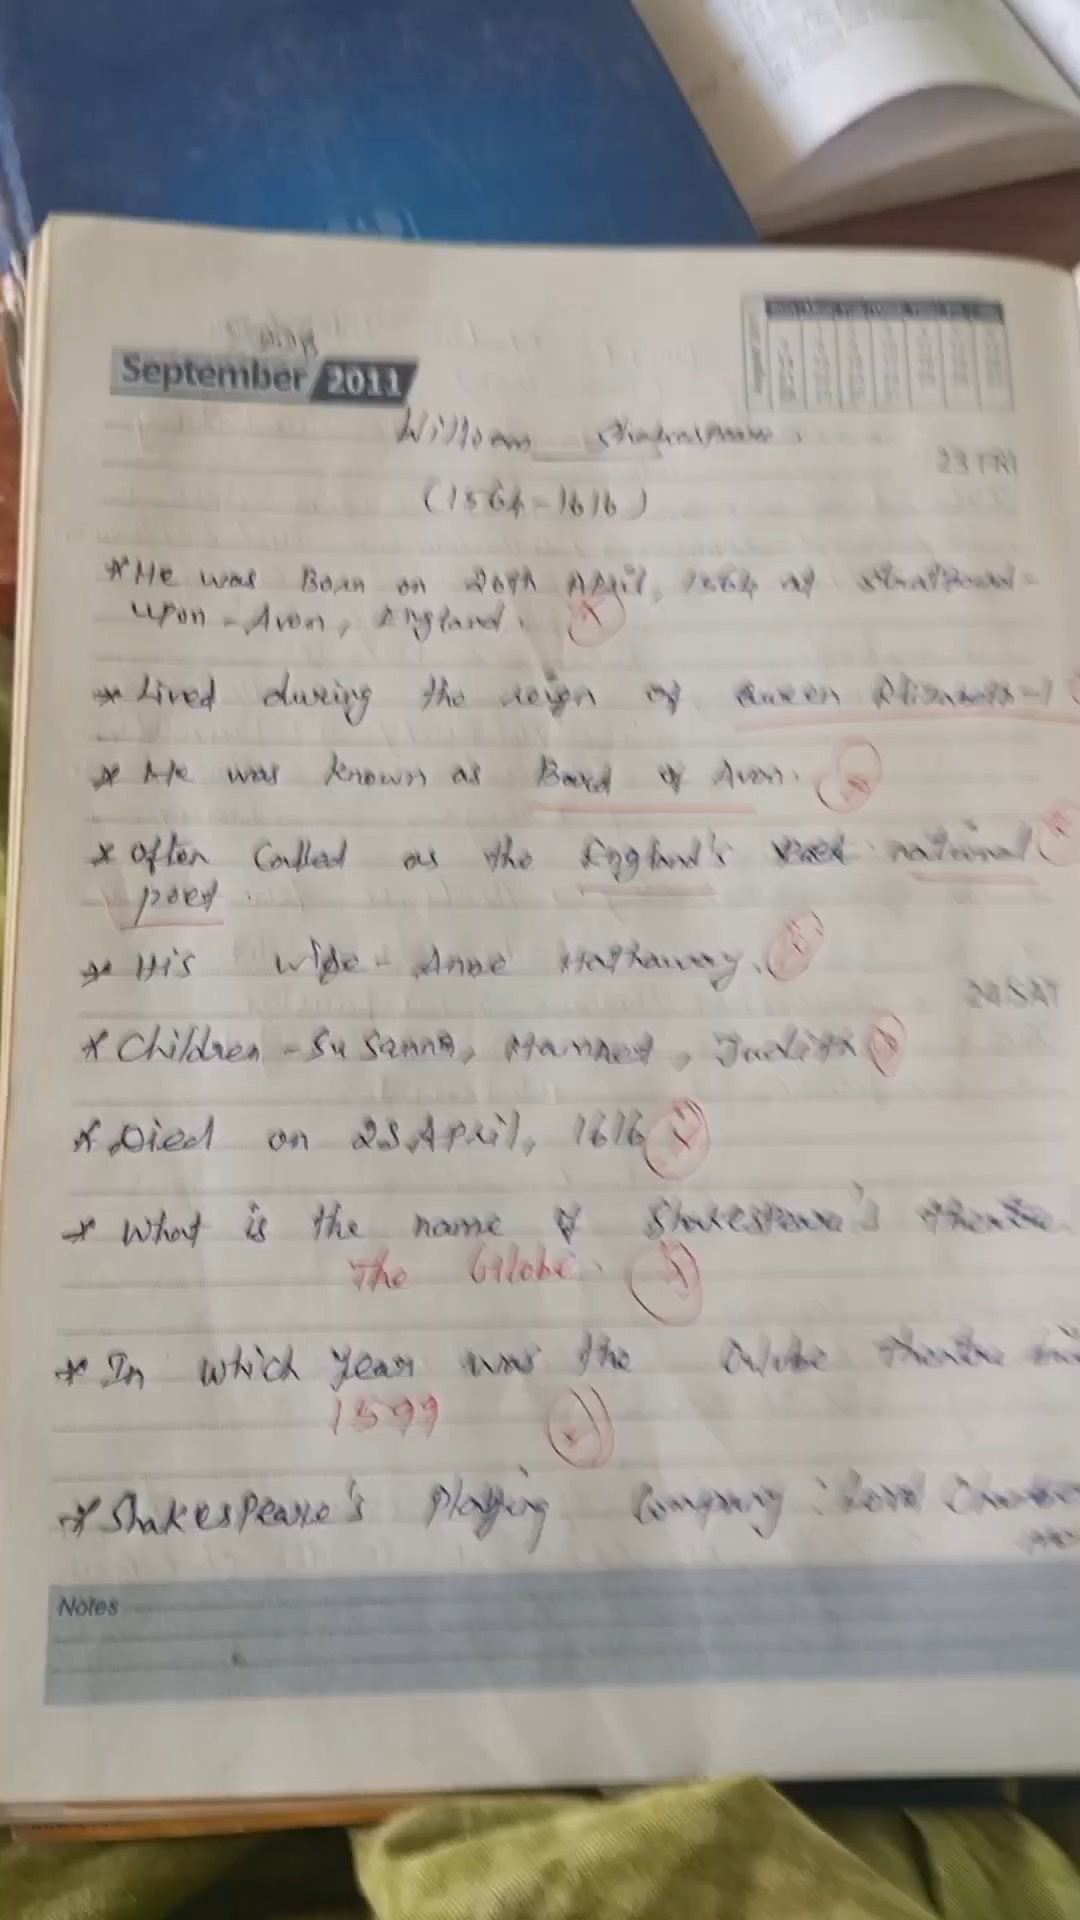 September 2011
William Shakespeare
23 FRI
(1564-1616)
* He was Born on 26th April, 1564 at Stratford-
upon-Avon, England.
* Lived during the reign of Queen Elizabeth-I
* He was known as Bard of Avon.
* Often Called as the England's national
poet.
* His wife - Anne Hathaway.
24 SAT
* Children - Susanna, Hamnet, Judith
* Died on 23 April, 1616
* What is the name of Shakespeare's theatre
The Globe.
* In which year was the Globe theatre
1599
* Shakespeare's Playing Company: Lord
Notes